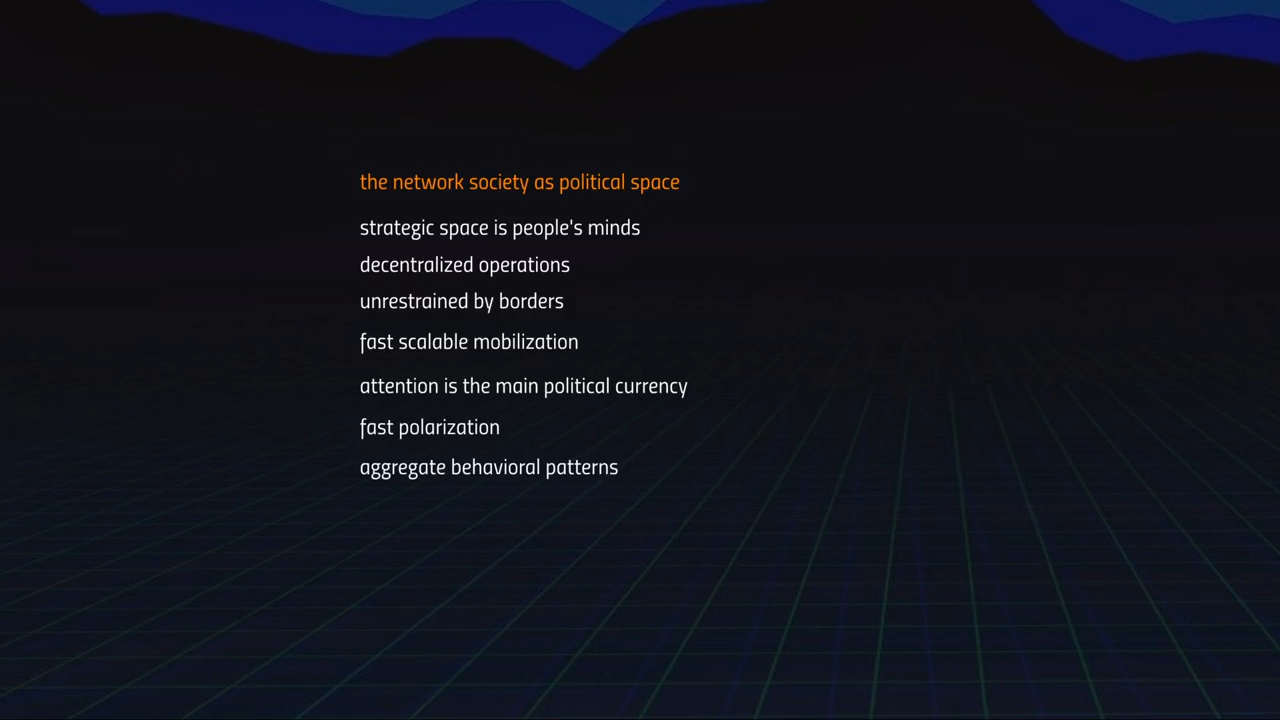 the network society as political space
strategic space is people's minds
decentralized operations
unrestrained by borders
fast scalable mobilization
attention is the main political currency
fast polarization
aggregate behavioral patterns